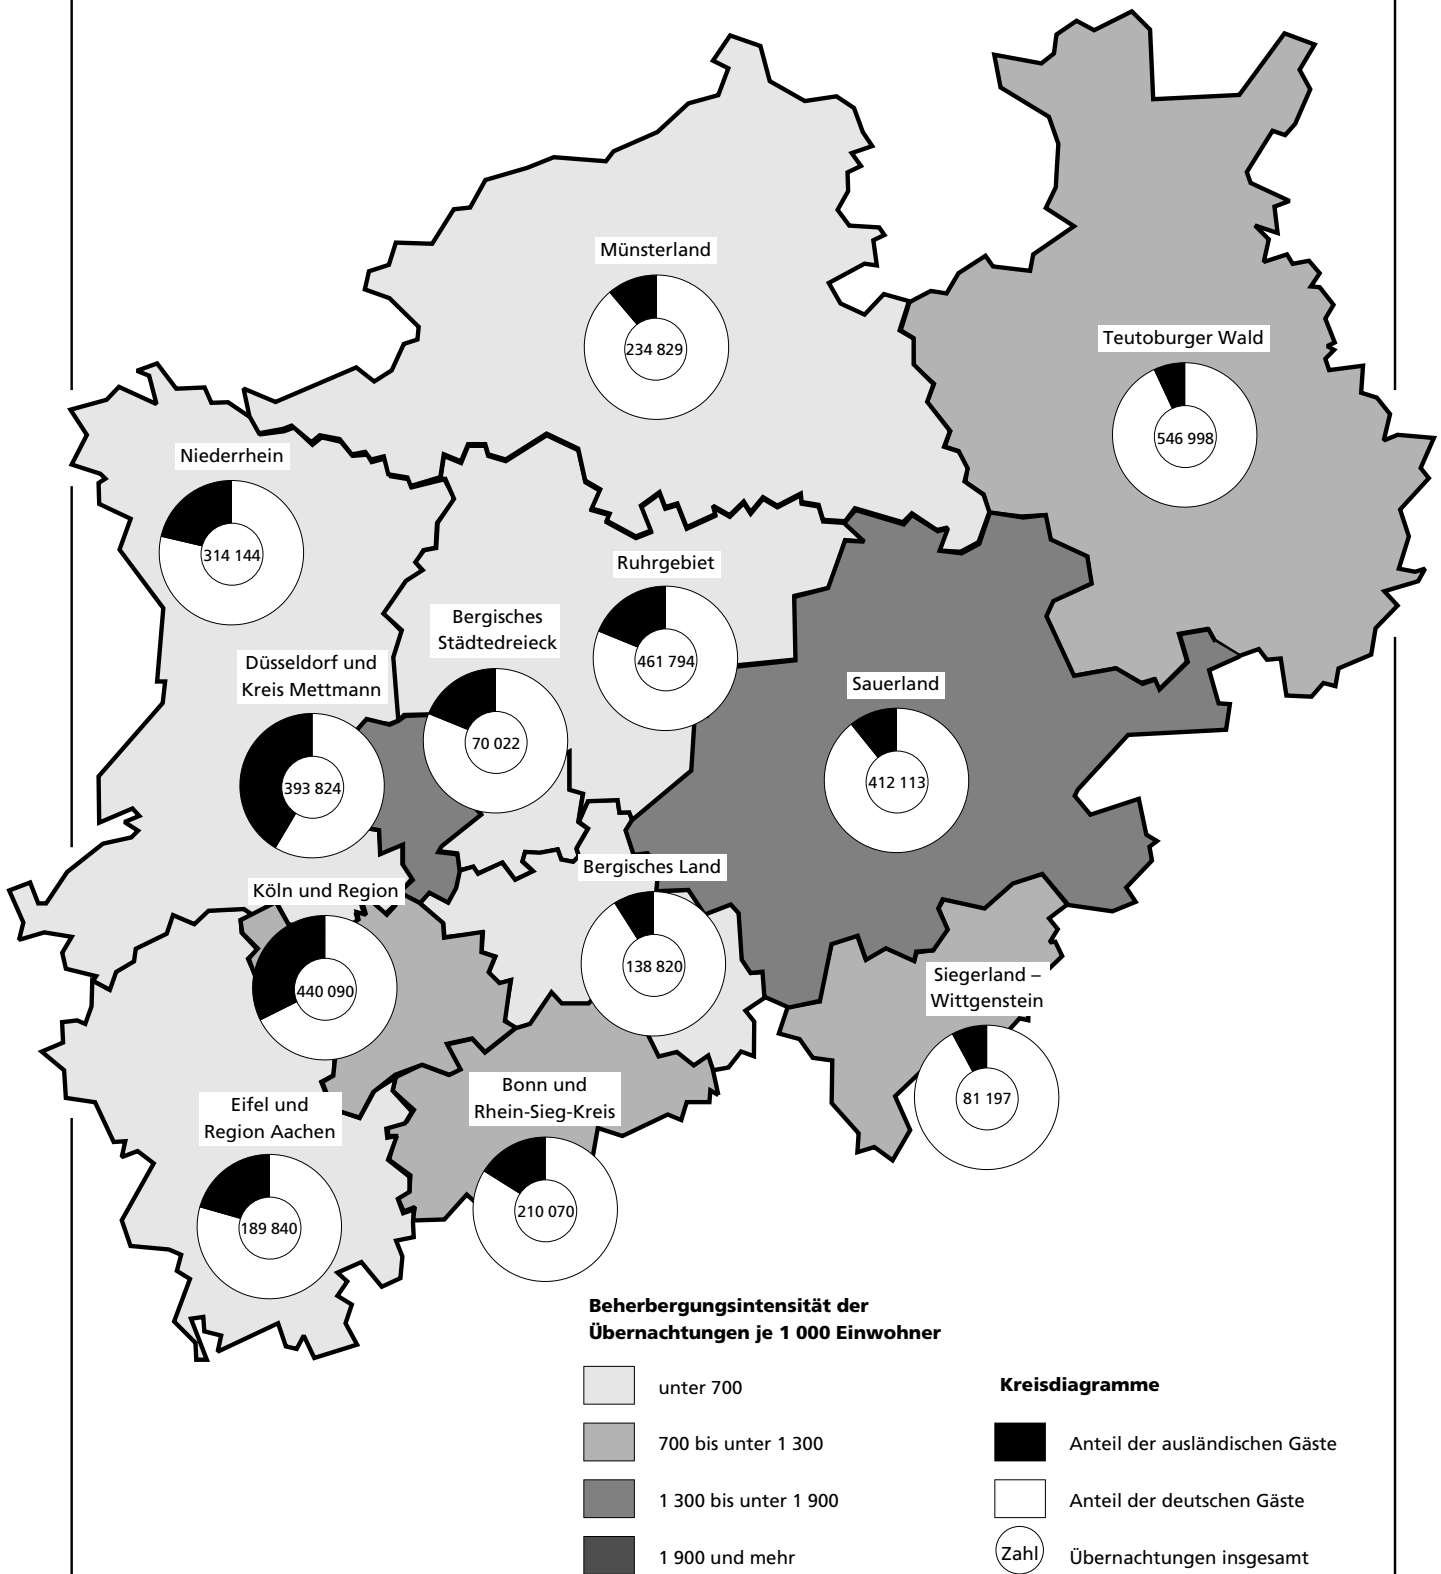 Münsterland
234 829
Teutoburger Wald
546 998
Niederrhein
314 144
Ruhrgebiet
461 794
Bergisches
Städtedreieck
70 022
Düsseldorf und
Kreis Mettmann
393 824
Sauerland
412 113
Köln und Region
440 090
Bergisches Land
138 820
Siegerland –
Wittgenstein
81 197
Bonn und
Rhein-Sieg-Kreis
210 070
Eifel und
Region Aachen
189 840
Beherbergungsintensität der
Übernachtungen je 1 000 Einwohner
unter 700
700 bis unter 1 300
1 300 bis unter 1 900
1 900 und mehr
Kreisdiagramme
Anteil der ausländischen Gäste
Anteil der deutschen Gäste
Zahl Übernachtungen insgesamt